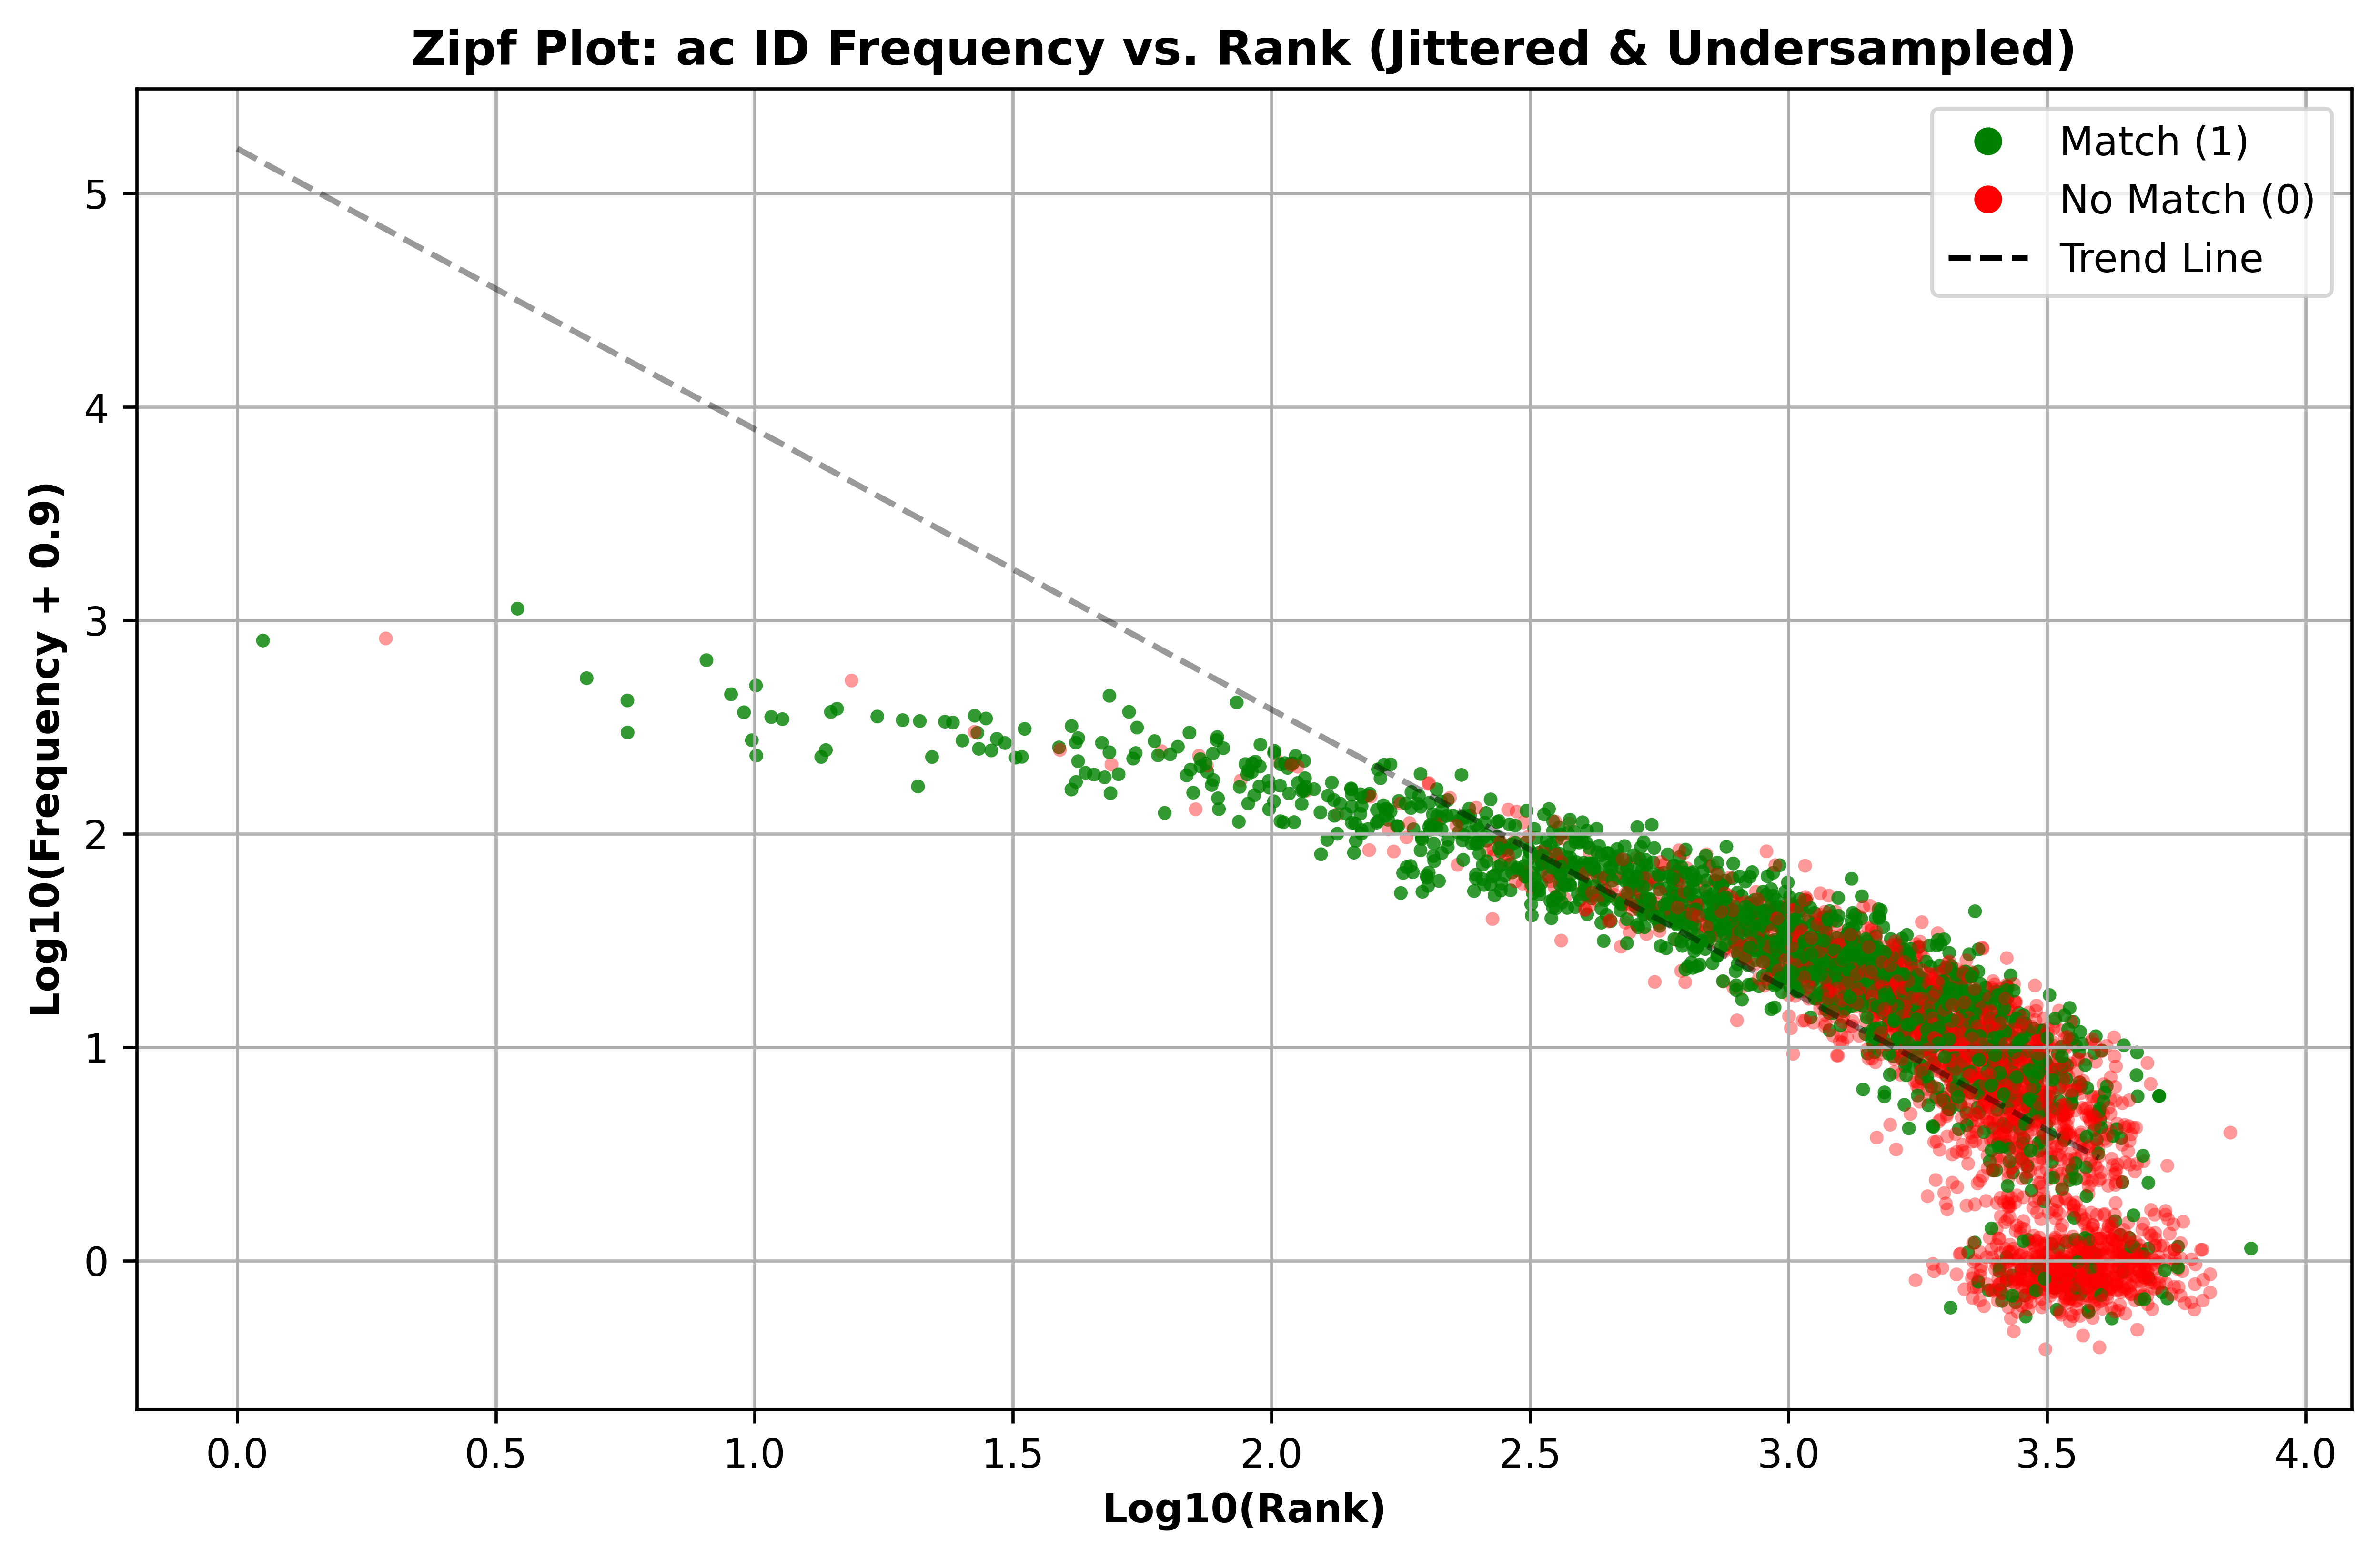 Zipf Plot: ac ID Frequency vs. Rank (Jittered & Undersampled)
Match (1)
No Match (0)
Trend Line
Log10(Frequency + 0.9)
5
4
3
2
1
0
0.0 0.5 1.0 1.5 2.0 2.5 3.0 3.5 4.0
Log10(Rank)